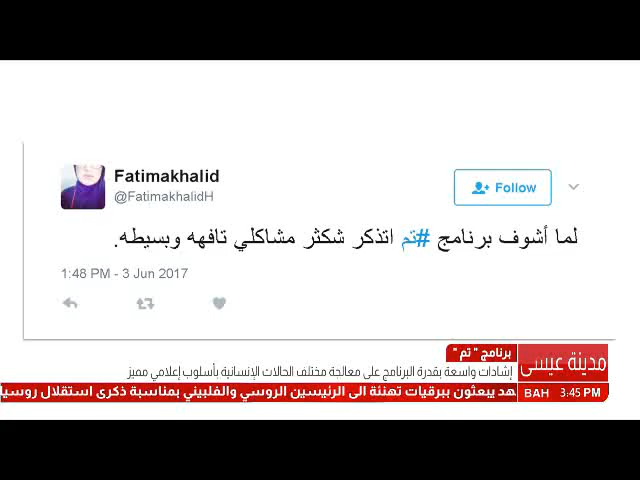 Fatimakhalid
@FatimakhalidH
Follow
لما أشوف برنامج #تم اتذكر شكثر مشاكلي تافهه وبسيطه.
1:48 PM - 3 Jun 2017
برنامج " تم "
مدينة عيسى
إشادات واسعة بقدرة البرنامج على معالجة مختلف الحالات الإنسانية بأسلوب إعلامي مميز
هد يبعثون ببرقيات تهنئة الى الرئيسين الروسي والفلبيني بمناسبة ذكرى استقلال روسيا
BAH 3:45 PM